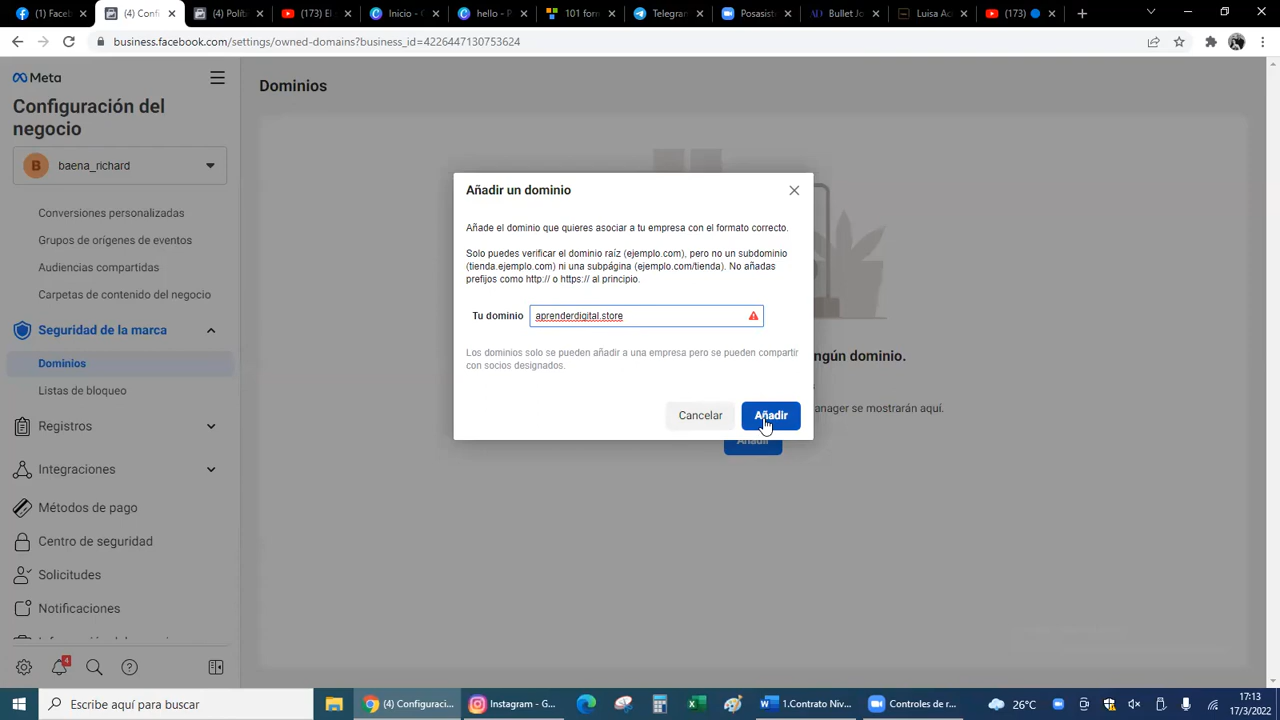 (1) Faceb
(4) Confi
(4) Políti
(173) El
Inicio - C
hello - P
101 form
Telegram
Posasiste
Bullet Jo
Luisa Ac
(173)
business.facebook.com/settings/owned-domains?business_id=4226447130753624
Meta
Configuración del
negocio
B baena_richard
Conversiones personalizadas
Grupos de orígenes de eventos
Audiencias compartidas
Carpetas de contenido del negocio
Seguridad de la marca
Dominios
Listas de bloqueo
Registros
Integraciones
Métodos de pago
Centro de seguridad
Solicitudes
Notificaciones
4
Dominios
ngún dominio.
anager se mostrarán aquí.
Añadir
Añadir un dominio
Añade el dominio que quieres asociar a tu empresa con el formato correcto.
Solo puedes verificar el dominio raíz (ejemplo.com), pero no un subdominio
(tienda.ejemplo.com) ni una subpágina (ejemplo.com/tienda). No añadas
prefijos como http:// o https:// al principio.
Tu dominio aprenderdigital.store
Los dominios solo se pueden añadir a una empresa pero se pueden compartir
con socios designados.
Cancelar Añadir
Escribe aquí para buscar
(4) Configuraci...
Instagram - G...
1.Contrato Niv...
Controles de r...
26°C
17:13
17/3/2022